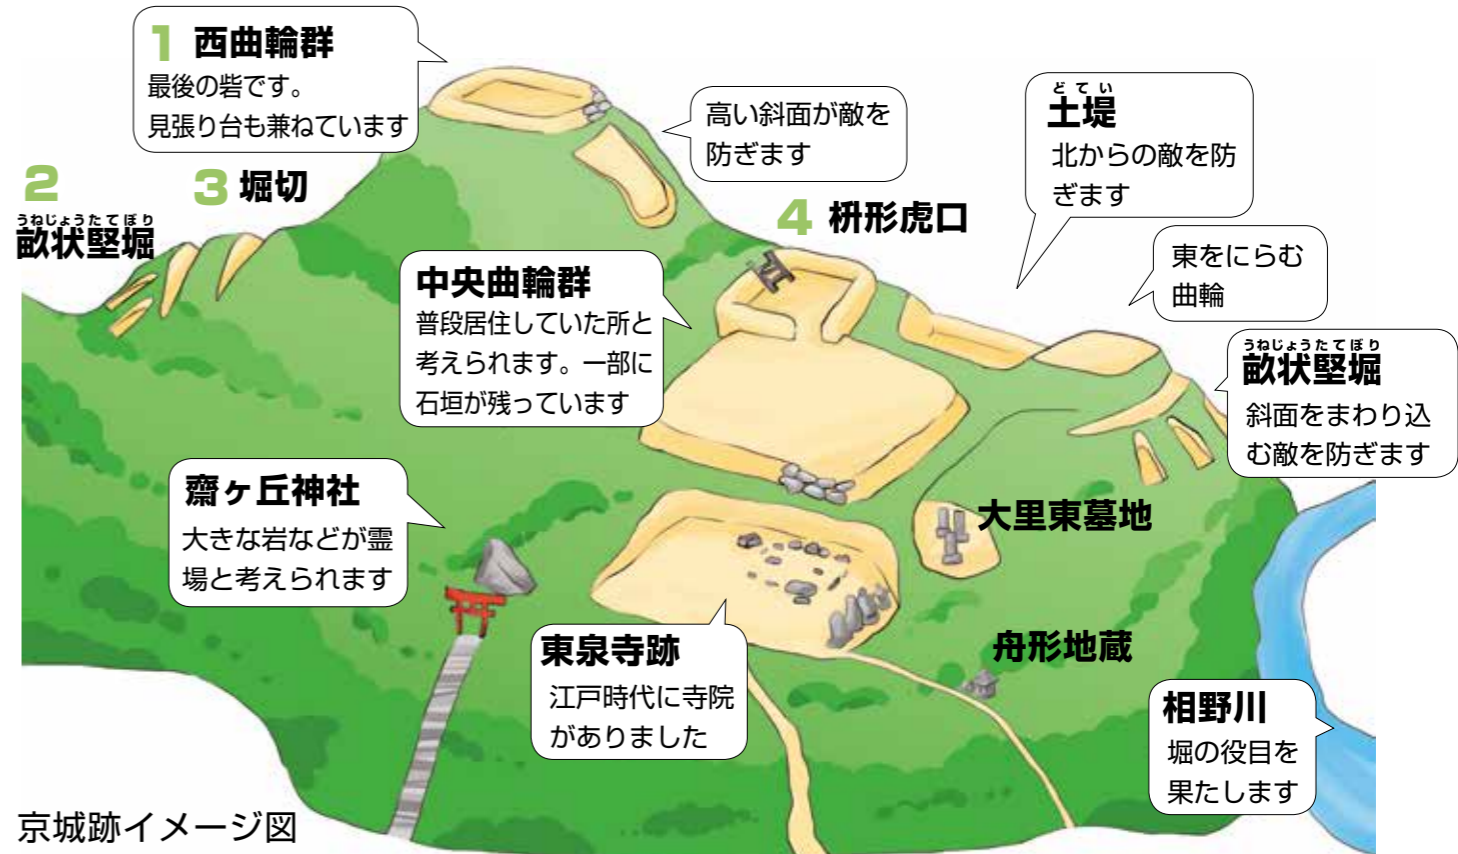 1 西曲輪群
最後の砦です。
見張り台も兼ねています
高い斜面が敵を
防ぎます
どてい
土堤
北からの敵を防
ぎます
2
うねじょうたてぼり
畝状竪堀
3 堀切
4 枡形虎口
東をにらむ
曲輪
中央曲輪群
普段居住していた所と
考えられます。一部に
石垣が残っています
うねじょうたてぼり
畝状竪堀
斜面をまわり込
む敵を防ぎます
齋ヶ丘神社
大きな岩などが霊
場と考えられます
大里東墓地
東泉寺跡
江戸時代に寺院
がありました
舟形地蔵
相野川
堀の役目を
果たします
京城跡イメージ図